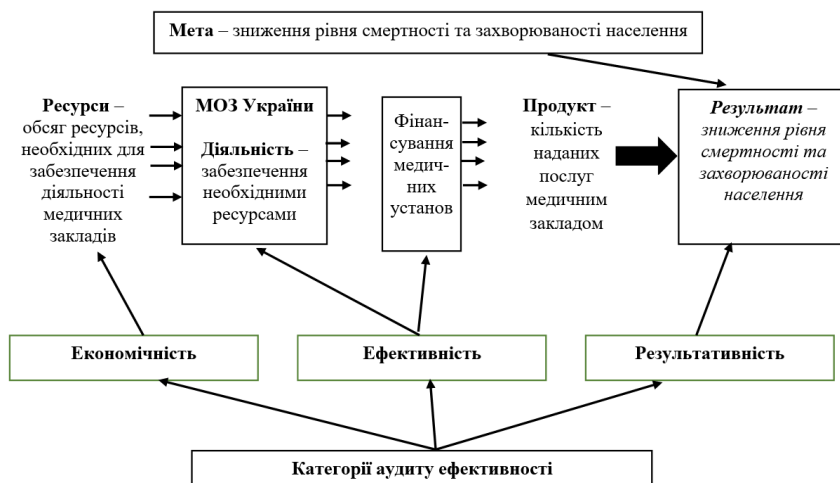 Мета – зниження рівня смертності та захворюваності населення
Ресурси –
обсяг ресурсів,
необхідних для
забезпечення
діяльності
медичних
закладів
МОЗ України
Діяльність –
забезпечення
необхідними
ресурсами
Фінан-
сування
медич-
них
установ
Продукт –
кількість
наданих
послуг
медичним
закладом
Результат –
зниження рівня
смертності та
захворюваності
населення
Економічність
Ефективність
Результативність
Категорії аудиту ефективності